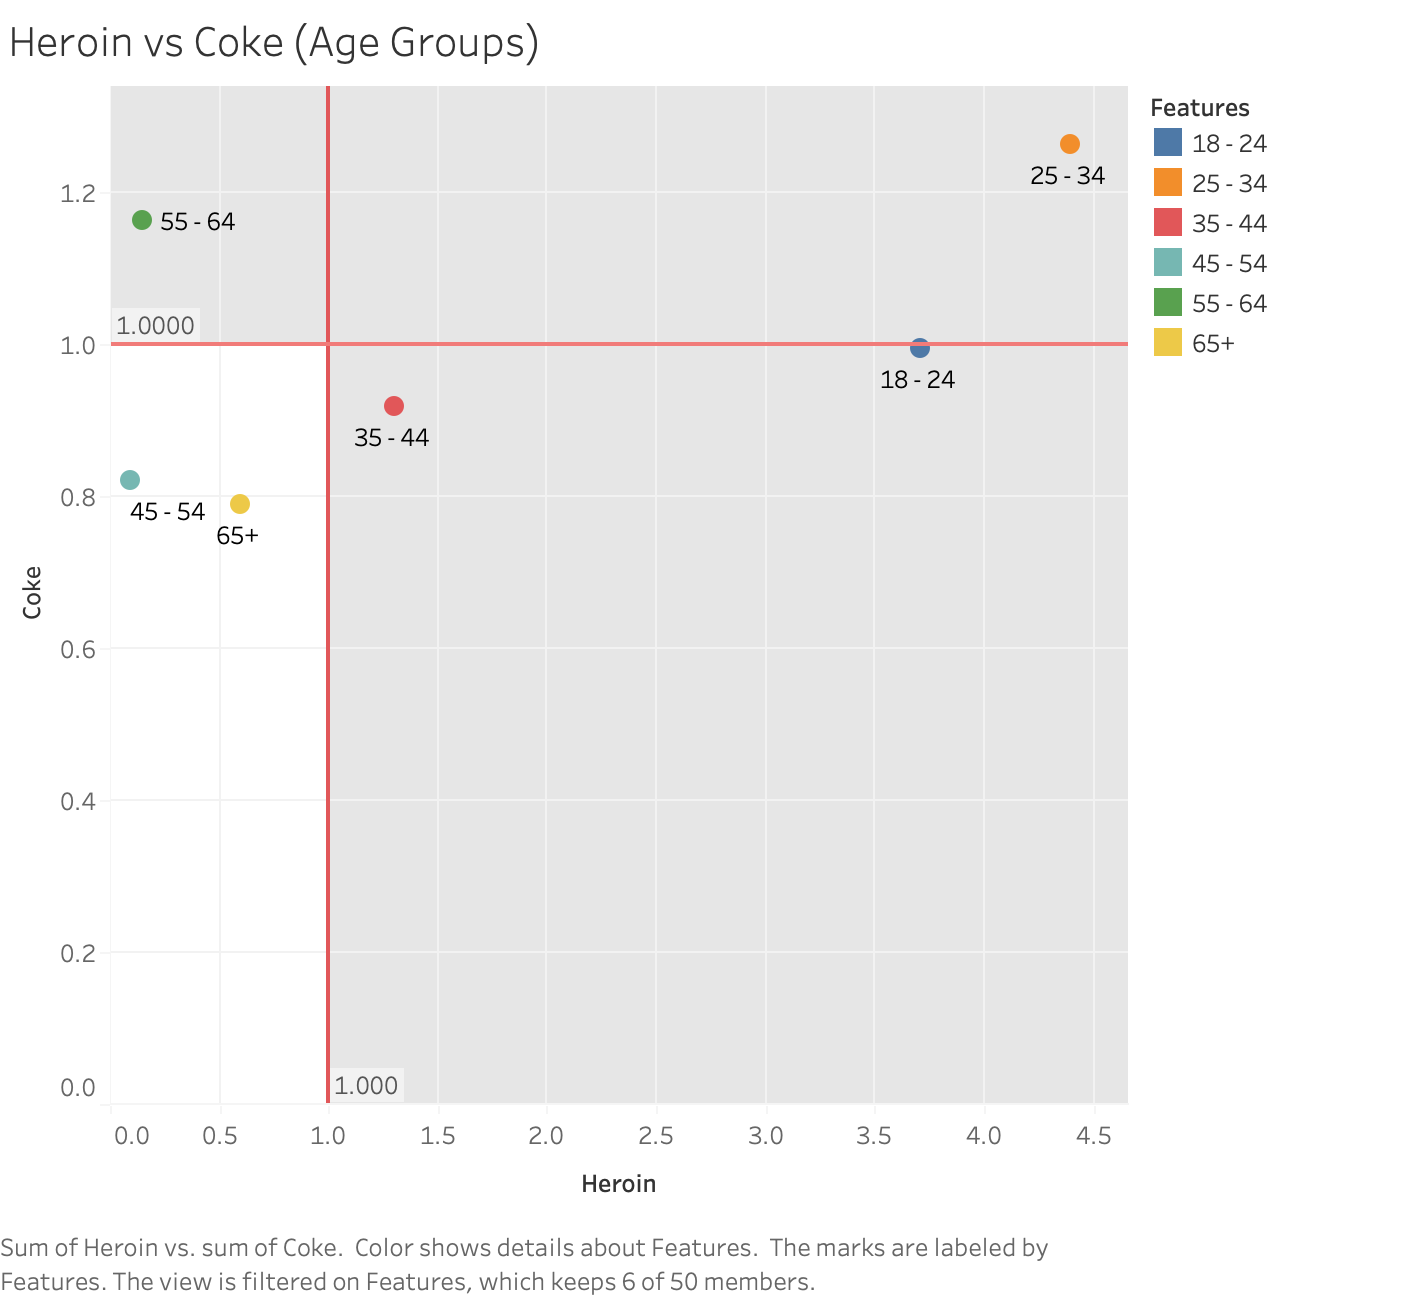 Heroin vs Coke (Age Groups)
Features
18 - 24
25 - 34
35 - 44
45 - 54
55 - 64
65+
1.2
1.0
0.8
0.6
0.4
0.2
0.0
Coke
25 - 34
55 - 64
1.0000
18 - 24
35 - 44
45 - 54
65+
1.000
0.0 0.5 1.0 1.5 2.0 2.5 3.0 3.5 4.0 4.5
Heroin
Sum of Heroin vs. sum of Coke.  Color shows details about Features.  The marks are labeled by
Features. The view is filtered on Features, which keeps 6 of 50 members.